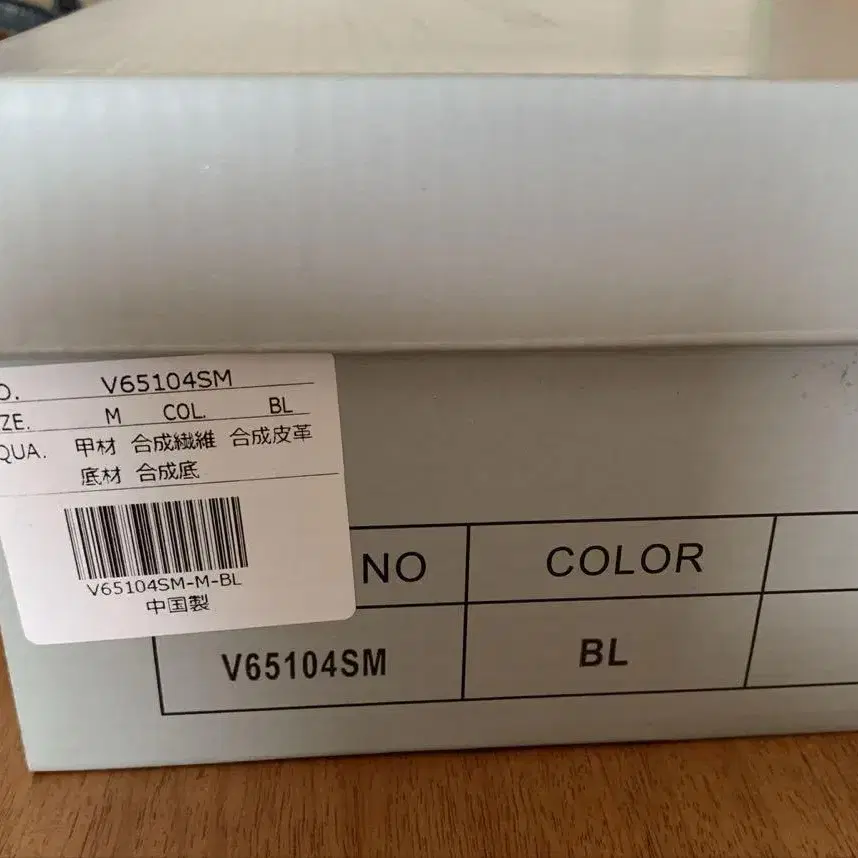 O. V65104SM
ZE. M COL. BL
QUA. 甲材 合成繊維 合成皮革
底材 合成底
V65104SM-M-BL
中国製
NO COLOR
V65104SM BL